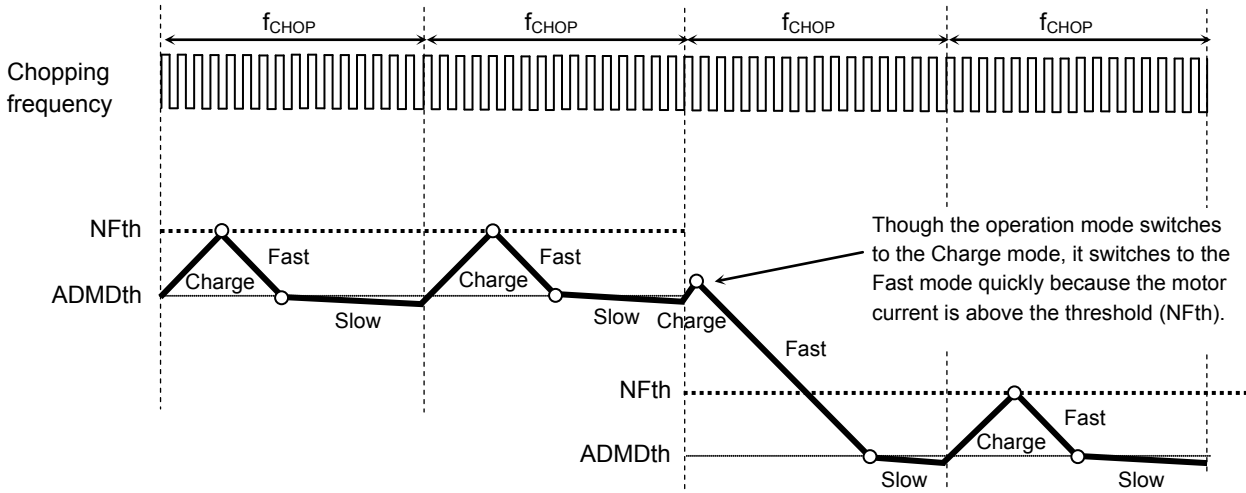 fCHOP fCHOP fCHOP fCHOP
Chopping
frequency
NFth
Though the operation mode switches
to the Charge mode, it switches to the
Fast mode quickly because the motor
current is above the threshold (NFth).
Fast Fast
Charge Charge
ADMDth
Slow Slow Charge
Fast
NFth
Fast
Charge
ADMDth
Slow Slow